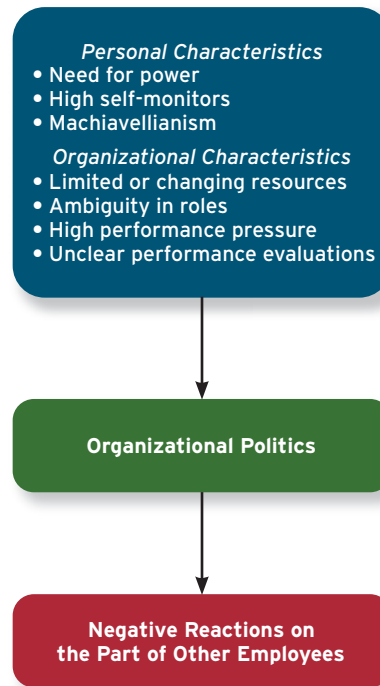 Personal Characteristics
• Need for power
• High self-monitors
• Machiavellianism
Organizational Characteristics
• Limited or changing resources
• Ambiguity in roles
• High performance pressure
• Unclear performance evaluations
Organizational Politics
Negative Reactions on
the Part of Other Employees